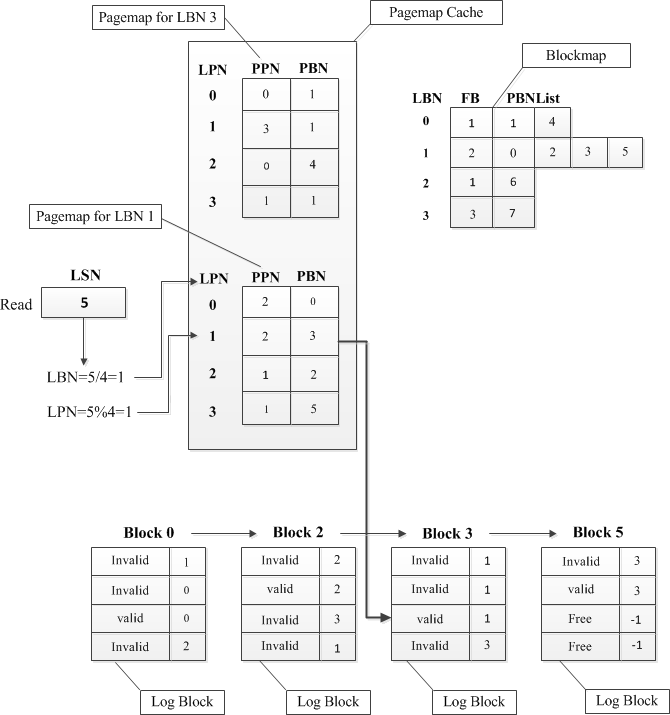 Pagemap for LBN 3
Pagemap Cache
LPN PPN PBN
0 0 1
1 3 1
2 0 4
3 1 1
Blockmap
LBN FB PBNList
0 1 1 4
1 2 0 2 3 5
2 1 6
3 3 7
Pagemap for LBN 1
LSN
Read 5
LBN=5/4=1
LPN=5%4=1
LPN PPN PBN
0 2 0
1 2 3
2 1 2
3 1 5
Block 0 Block 2 Block 3 Block 5
Invalid 1 Invalid 2 Invalid 1 Invalid 3
Invalid 0 valid 2 Invalid 1 valid 3
valid 0 Invalid 3 valid 1 Free -1
Invalid 2 Invalid 1 Invalid 3 Free -1
Log Block Log Block Log Block Log Block